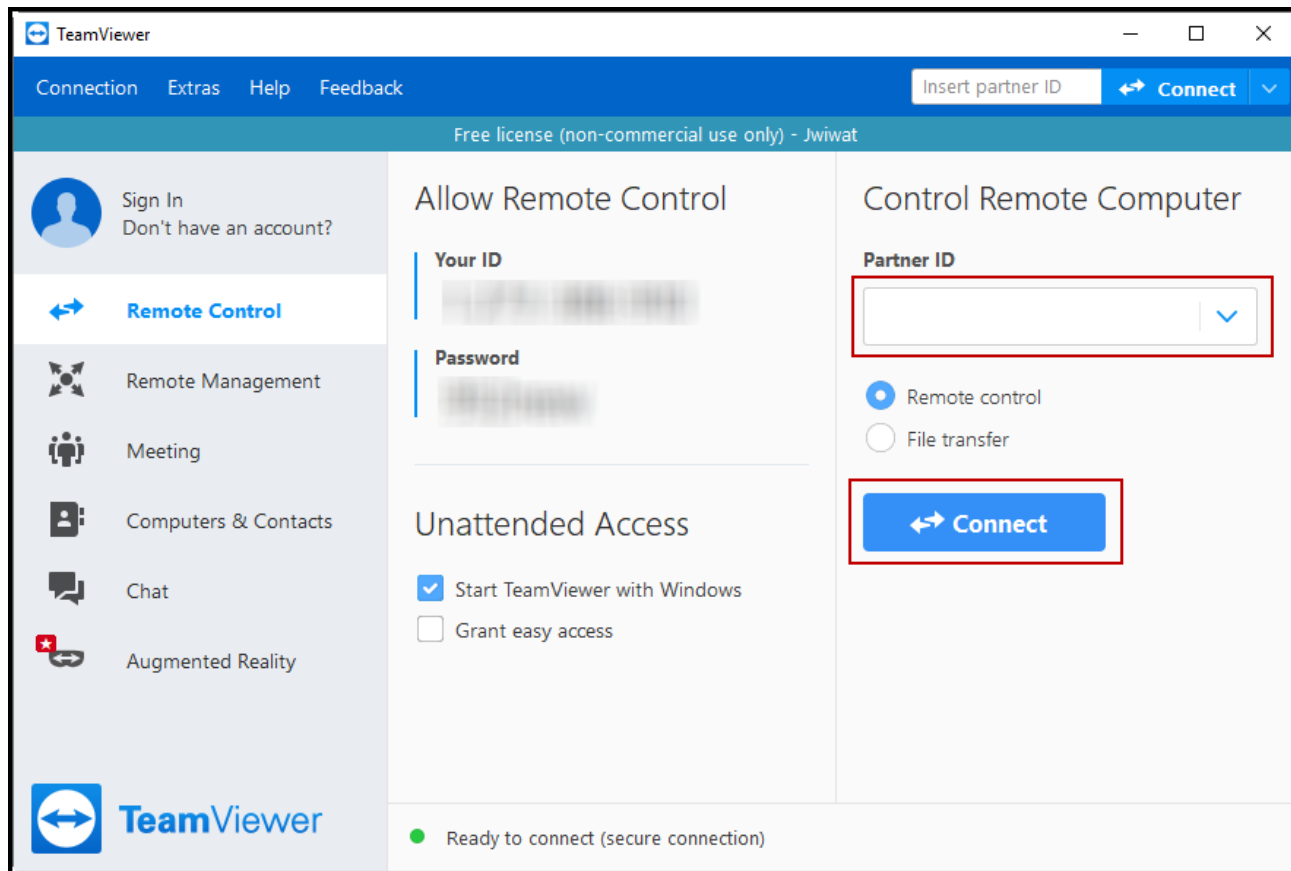 TeamViewer
Connection Extras Help Feedback
Insert partner ID Connect
Free license (non-commercial use only) - Jwiwat
Sign In
Don't have an account?
Remote Control
Remote Management
Meeting
Computers & Contacts
Chat
Augmented Reality
TeamViewer
Allow Remote Control
Your ID
Password
Unattended Access
Start TeamViewer with Windows
Grant easy access
Control Remote Computer
Partner ID
Remote control
File transfer
Connect
Ready to connect (secure connection)